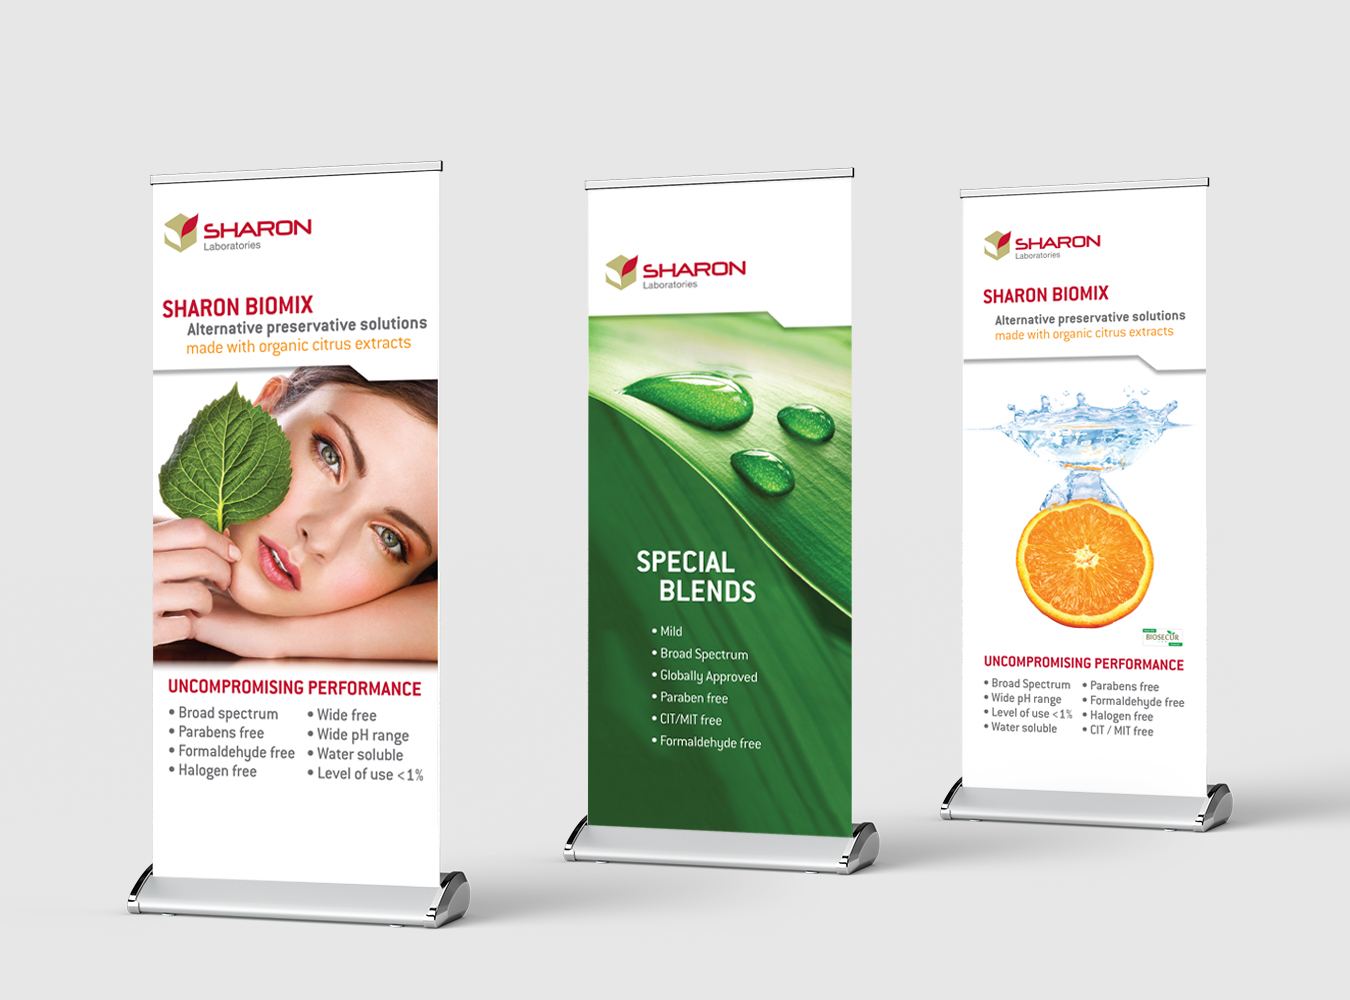 SHARON
Laboratories
SHARON BIOMIX
Alternative preservative solutions
made with organic citrus extracts
UNCOMPROMISING PERFORMANCE
• Broad spectrum
• Parabens free
• Formaldehyde free
• Halogen free
• Wide free
• Wide pH range
• Water soluble
• Level of use <1%
SHARON
Laboratories
SPECIAL
BLENDS
• Mild
• Broad Spectrum
• Globally Approved
• Paraben free
• CIT/MIT free
• Formaldehyde free
SHARON
Laboratories
SHARON BIOMIX
Alternative preservative solutions
made with organic citrus extracts
BIOSECUR
UNCOMPROMISING PERFORMANCE
• Broad Spectrum
• Wide pH range
• Level of use <1%
• Water soluble
• Parabens free
• Formaldehyde free
• Halogen free
• CIT / MIT free